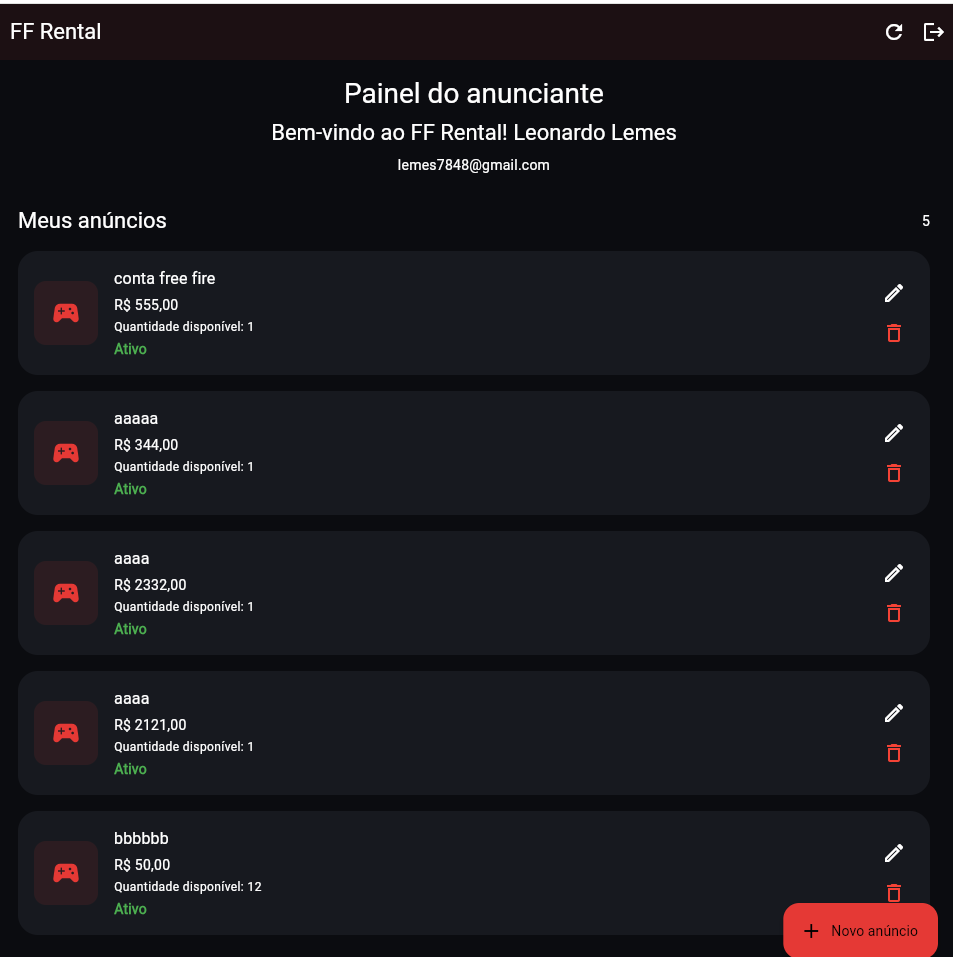 FF Rental
Painel do anunciante
Bem-vindo ao FF Rental! Leonardo Lemes
lemes7848@gmail.com
Meus anúncios
5
conta free fire
R$ 555,00
Quantidade disponível: 1
Ativo
aaaaa
R$ 344,00
Quantidade disponível: 1
Ativo
aaaa
R$ 2332,00
Quantidade disponível: 1
Ativo
aaaa
R$ 2121,00
Quantidade disponível: 1
Ativo
bbbbbb
R$ 50,00
Quantidade disponível: 12
Ativo
Novo anúncio